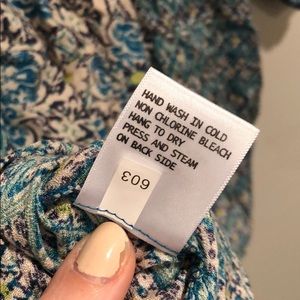 HAND WASH IN COLD
NON CHLORINE BLEACH
HANG TO DRY
PRESS AND STEAM
ON BACK SIDE
603